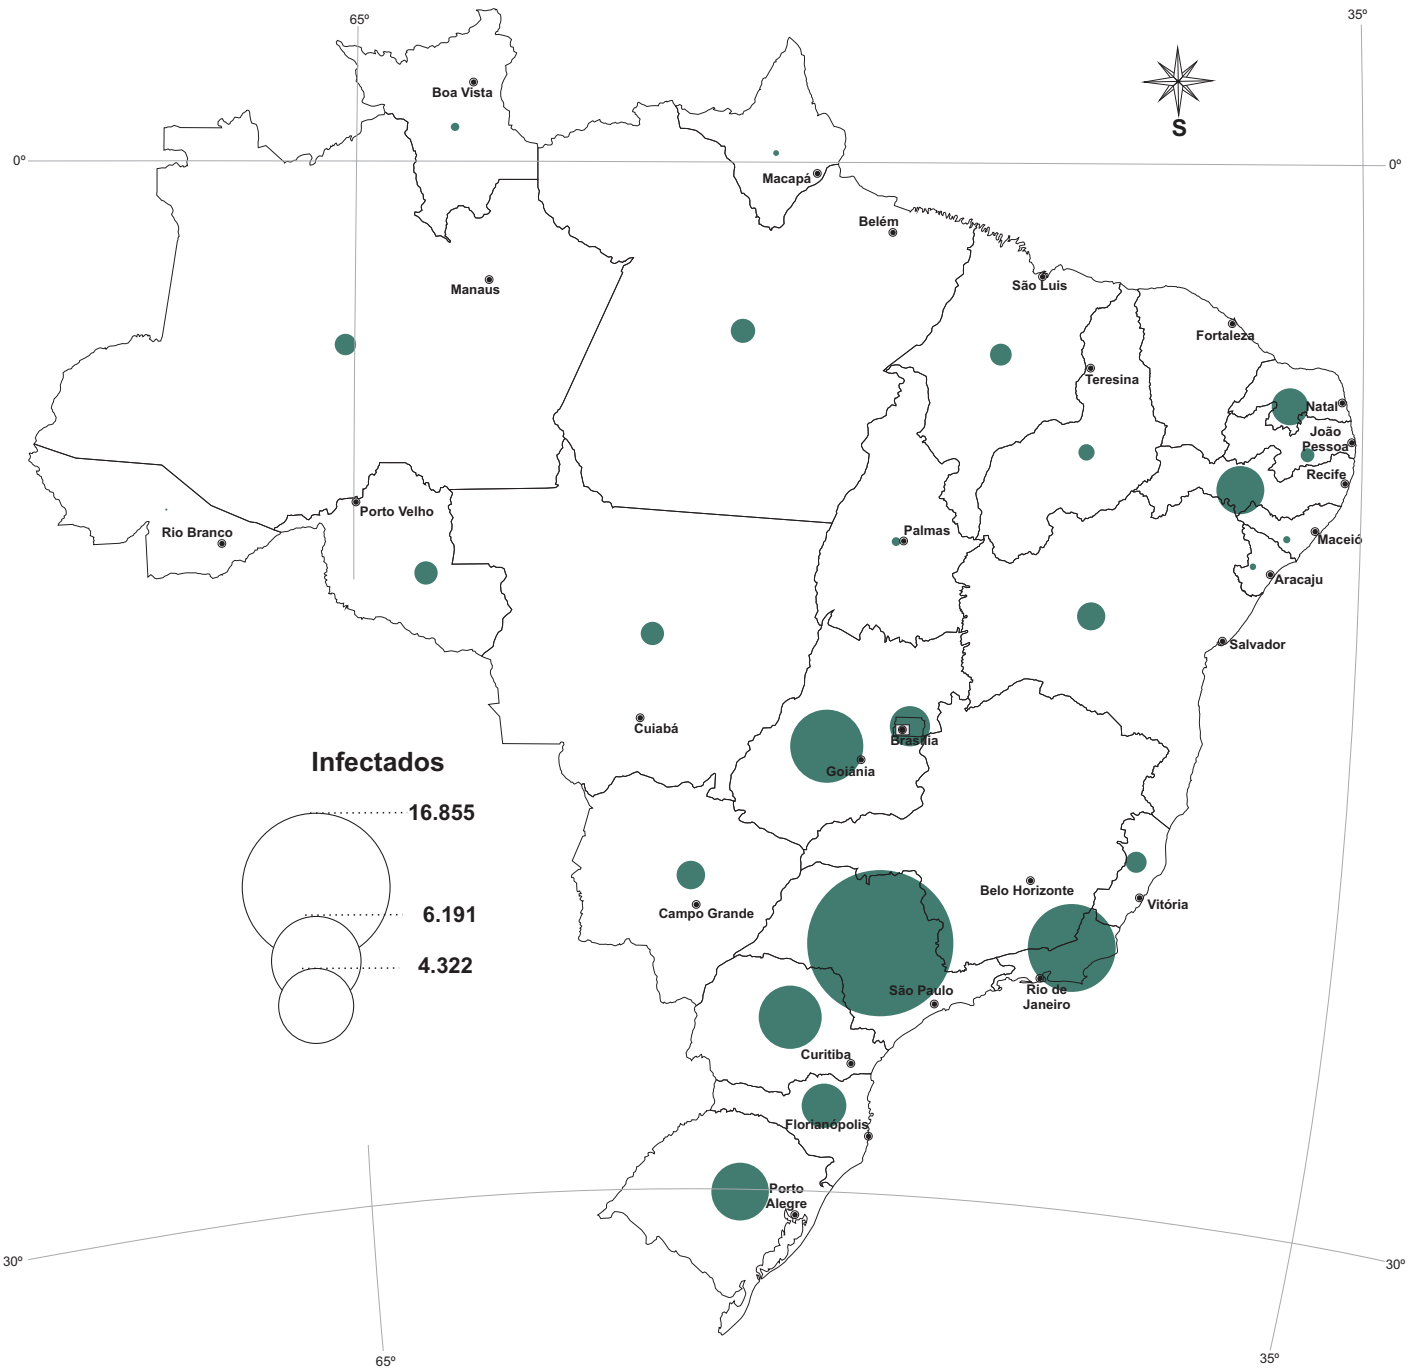 65º
35º
Boa Vista
S
0º
0º
Macapá
Belém
Manaus
São Luis
Fortaleza
Teresina
Natal
João
Pessoa
Recife
Porto Velho
Rio Branco
Palmas
Maceió
Aracaju
Salvador
Cuiabá
Brasília
Goiânia
Infectados
16.855
6.191
4.322
Belo Horizonte
Vitória
Campo Grande
São Paulo
Rio de
Janeiro
Curitiba
Florianópolis
Porto
Alegre
30º
30º
65º
35º